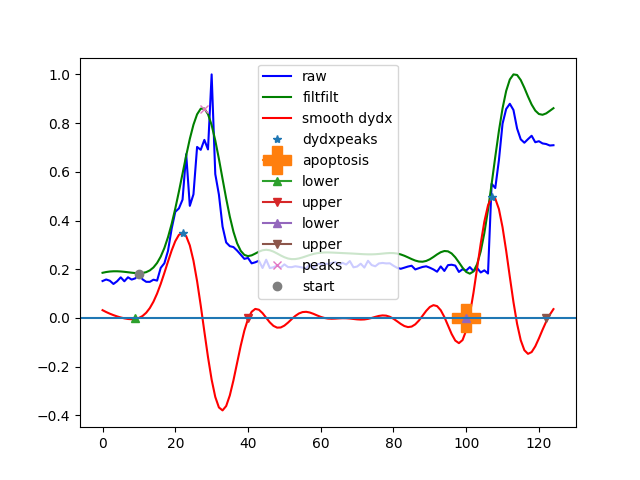 1.0
0.8
0.6
0.4
0.2
0.0
−0.2
−0.4
raw
filtfilt
smooth dydx
dydxpeaks
apoptosis
lower
upper
lower
upper
peaks
start
0 20 40 60 80 100 120